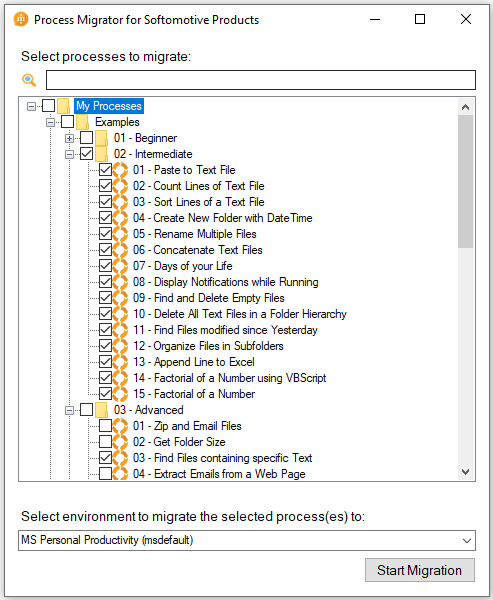 Process Migrator for Softomotive Products
Select processes to migrate:
My Processes
Examples
01 - Beginner
02 - Intermediate
01 - Paste to Text File
02 - Count Lines of Text File
03 - Sort Lines of a Text File
04 - Create New Folder with DateTime
05 - Rename Multiple Files
06 - Concatenate Text Files
07 - Days of your Life
08 - Display Notifications while Running
09 - Find and Delete Empty Files
10 - Delete All Text Files in a Folder Hierarchy
11 - Find Files modified since Yesterday
12 - Organize Files in Subfolders
13 - Append Line to Excel
14 - Factorial of a Number using VBScript
15 - Factorial of a Number
03 - Advanced
01 - Zip and Email Files
02 - Get Folder Size
03 - Find Files containing specific Text
04 - Extract Emails from a Web Page
Select environment to migrate the selected process(es) to:
MS Personal Productivity (msdefault)
Start Migration